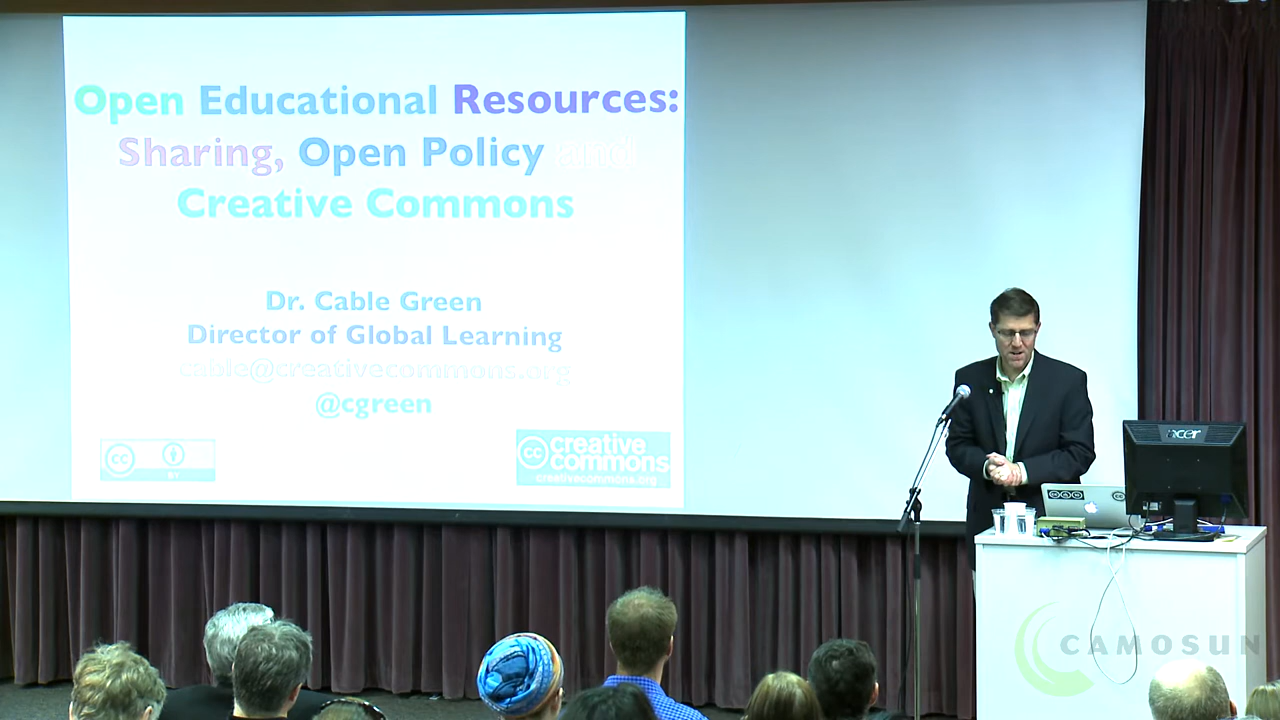 Open Educational Resources:
Sharing, Open Policy and
Creative Commons
Dr. Cable Green
Director of Global Learning
cable@creativecommons.org
@cgreen
cc
creative
commons
creativecommons.org
acer
CAMOSUN